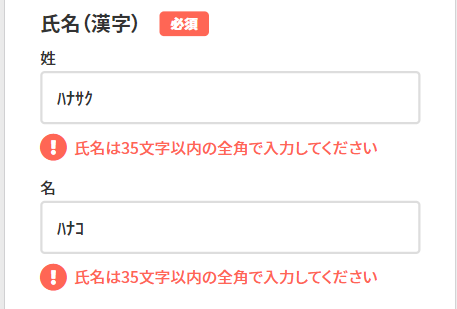 氏名（漢字） 必須
姓
ﾊﾅｻｸ
氏名は35文字以内の全角で入力してください
名
ﾊﾅｺ
氏名は35文字以内の全角で入力してください